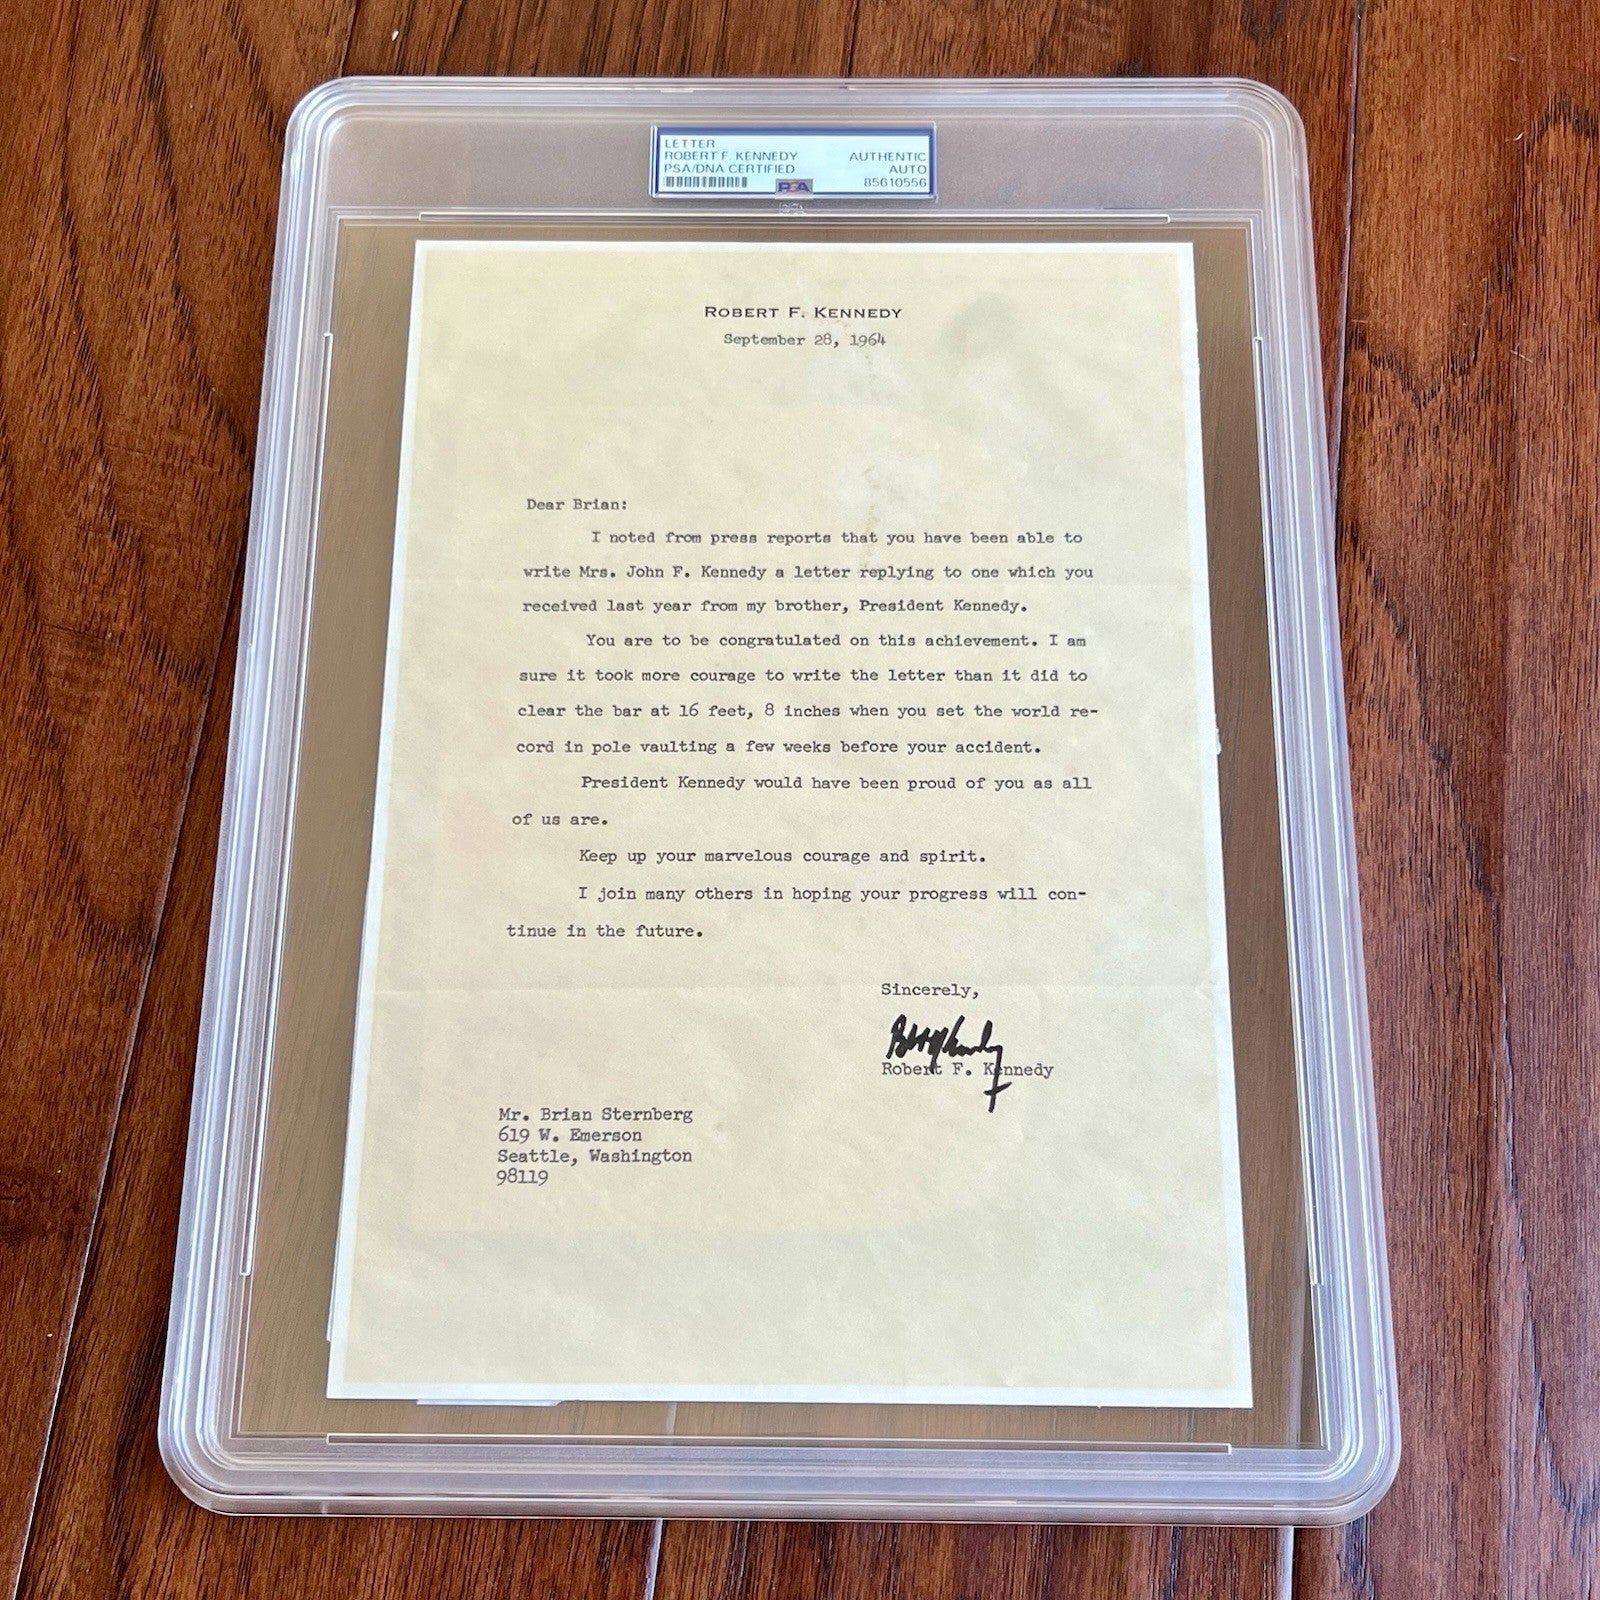 LETTER
ROBERT F. KENNEDY AUTHENTIC
PSA/DNA CERTIFIED AUTO
PSA 85610556
ROBERT F. KENNEDY
September 28, 1964
Dear Brian:
I noted from press reports that you have been able to
write Mrs. John F. Kennedy a letter replying to one which you
received last year from my brother, President Kennedy.
You are to be congratulated on this achievement. I am
sure it took more courage to write the letter than it did to
clear the bar at 16 feet, 8 inches when you set the world re-
cord in pole vaulting a few weeks before your accident.
President Kennedy would have been proud of you as all
of us are.
Keep up your marvelous courage and spirit.
I join many others in hoping your progress will con-
tinue in the future.
Sincerely,
Robert F. Kennedy
Mr. Brian Sternberg
619 W. Emerson
Seattle, Washington
98119